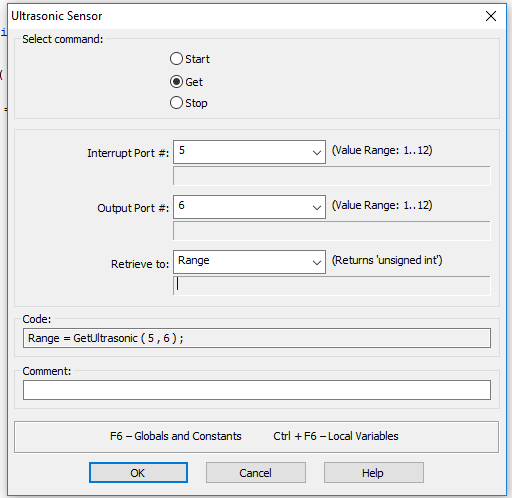 Ultrasonic Sensor
i
Select command:
Start
(
Get
=
Stop
Interrupt Port #: 5 (Value Range: 1..12)
Output Port #: 6 (Value Range: 1..12)
Retrieve to: Range (Returns 'unsigned int')
Code:
Range = GetUltrasonic ( 5 , 6 ) ;
Comment:
F6 – Globals and Constants Ctrl + F6 – Local Variables
OK Cancel Help